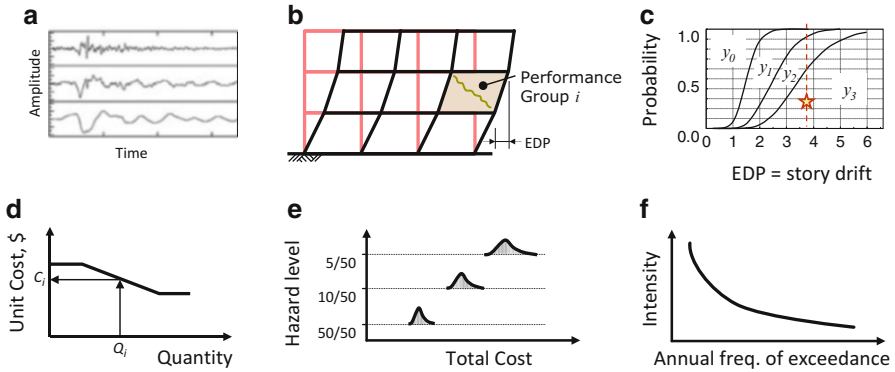 a
Amplitude
Time
b
Performance
Group i
EDP
c
Probability
1.0
0.0
y0
y1
y2
y3
0 1 2 3 4 5 6
EDP = story drift
d
Unit Cost, $
Ci
Qi
Quantity
e
Hazard level
5/50
10/50
50/50
Total Cost
f
Intensity
Annual freq. of exceedance